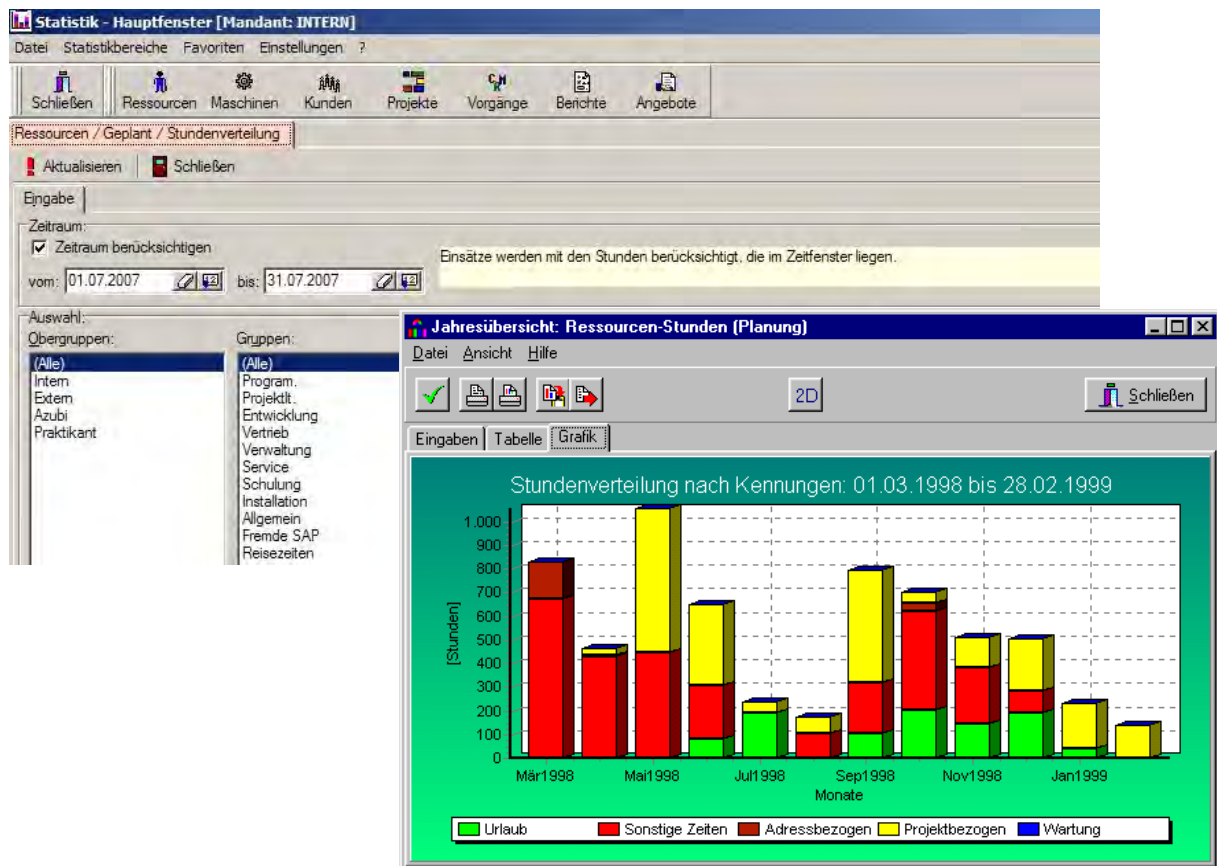 Statistik - Hauptfenster [Mandant: INTERN]
Datei Statistikbereiche Favoriten Einstellungen ?
Schließen Ressourcen Maschinen Kunden Projekte Vorgänge Berichte Angebote
Ressourcen / Geplant / Stundenverteilung
Aktualisieren Schließen
Eingabe
Zeitraum:
Zeitraum berücksichtigen
Einsätze werden mit den Stunden berücksichtigt, die im Zeitfenster liegen.
vom: 01.07.2007 bis: 31.07.2007
Auswahl:
Obergruppen: Gruppen:
(Alle) (Alle)
Intern Program.
Extern Projektlt.
Azubi Entwicklung
Praktikant Vertrieb
Verwaltung
Service
Schulung
Installation
Allgemein
Fremde SAP
Reisezeiten
Jahresübersicht: Ressourcen-Stunden (Planung)
Datei Ansicht Hilfe
2D Schließen
Eingaben Tabelle Grafik
Stundenverteilung nach Kennungen: 01.03.1998 bis 28.02.1999
1.000
900
800
700
600
500
400
300
200
100
0
[Stunden]
Mär1998 Mai1998 Jul1998 Sep1998 Nov1998 Jan1999
Monate
Urlaub Sonstige Zeiten Adressbezogen Projektbezogen Wartung